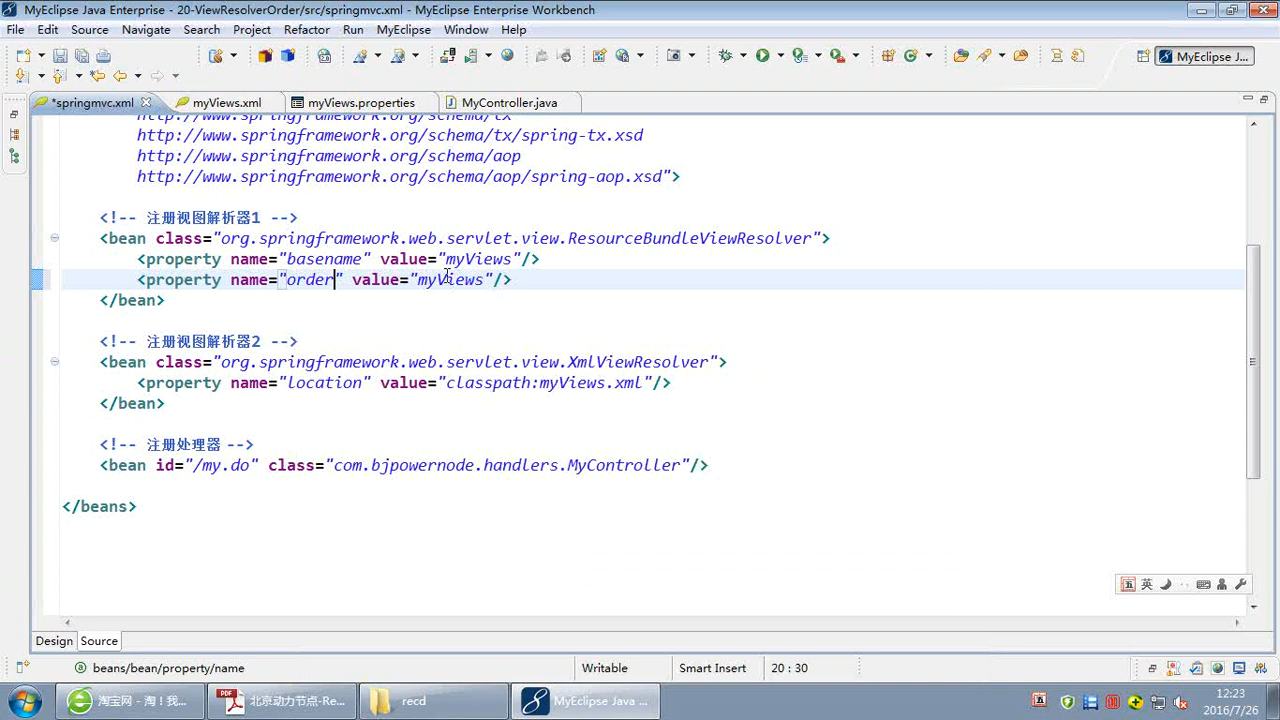 MyEclipse Java Enterprise - 20-ViewResolverOrder/src/springmvc.xml - MyEclipse Enterprise Workbench
File Edit Source Navigate Search Project Refactor Run MyEclipse Window Help
MyEclipse J...
*springmvc.xml myViews.xml myViews.properties MyController.java
http://www.springframework.org/schema/tx
http://www.springframework.org/schema/tx/spring-tx.xsd
http://www.springframework.org/schema/aop
http://www.springframework.org/schema/aop/spring-aop.xsd">
<!-- 注册视图解析器1 -->
<bean class="org.springframework.web.servlet.view.ResourceBundleViewResolver">
<property name="basename" value="myViews"/>
<property name="order" value="myViews"/>
</bean>
<!-- 注册视图解析器2 -->
<bean class="org.springframework.web.servlet.view.XmlViewResolver">
<property name="location" value="classpath:myViews.xml"/>
</bean>
<!-- 注册处理器 -->
<bean id="/my.do" class="com.bjpowernode.handlers.MyController"/>
</beans>
英
Design Source
beans/bean/property/name Writable Smart Insert 20 : 30
淘宝网 - 淘！我... 北京动力节点-Re... recd MyEclipse Java ...
12:23
2016/7/26